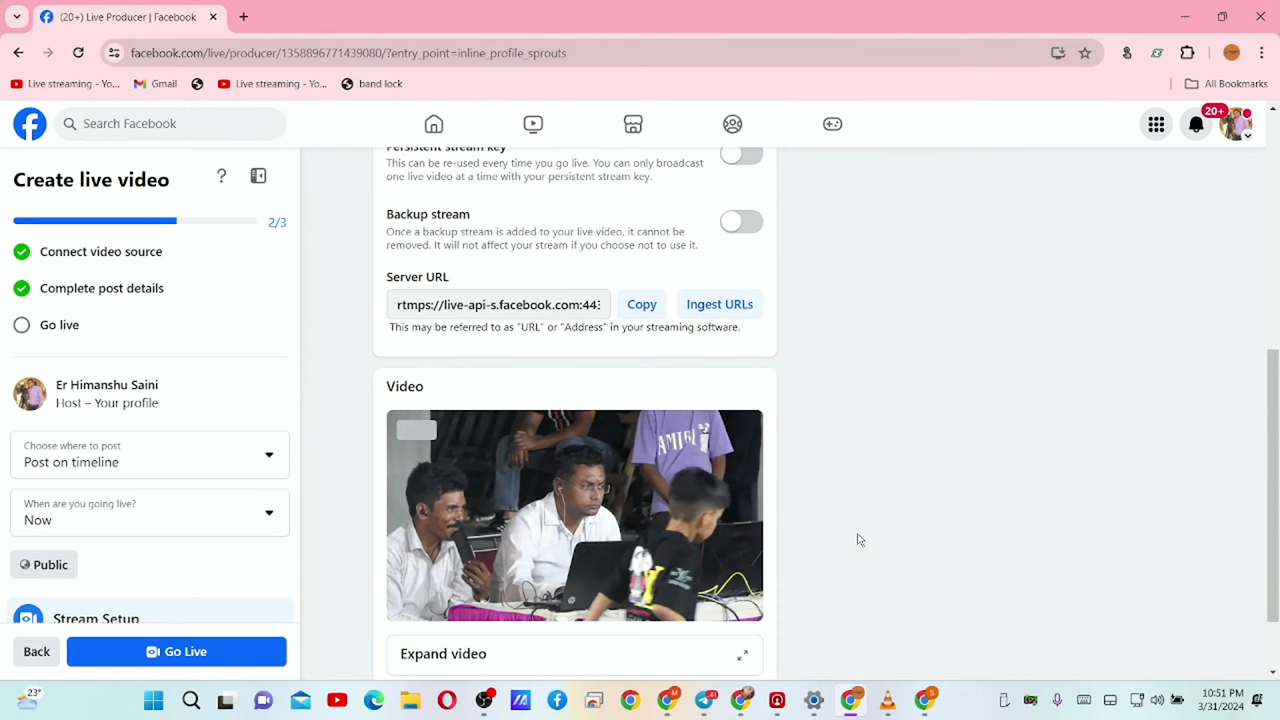 (20+) Live Producer | Facebook
facebook.com/live/producer/1358896771439080/?entry_point=inline_profile_sprouts
Live streaming - Yo...
Gmail
Live streaming - Yo...
band lock
All Bookmarks
Search Facebook
20+
Create live video
?
2/3
Connect video source
Complete post details
Go live
Er Himanshu Saini
Host – Your profile
Choose where to post
Post on timeline
When are you going live?
Now
Public
Stream Setup
Back
Go Live
Persistent stream key
This can be re-used every time you go live. You can only broadcast
one live video at a time with your persistent stream key.
Backup stream
Once a backup stream is added to your live video, it cannot be
removed. It will not affect your stream if you choose not to use it.
Server URL
rtmps://live-api-s.facebook.com:443
Copy
Ingest URLs
This may be referred to as "URL" or "Address" in your streaming software.
Video
AMIRI
Expand video
23°
10:51 PM
3/31/2024